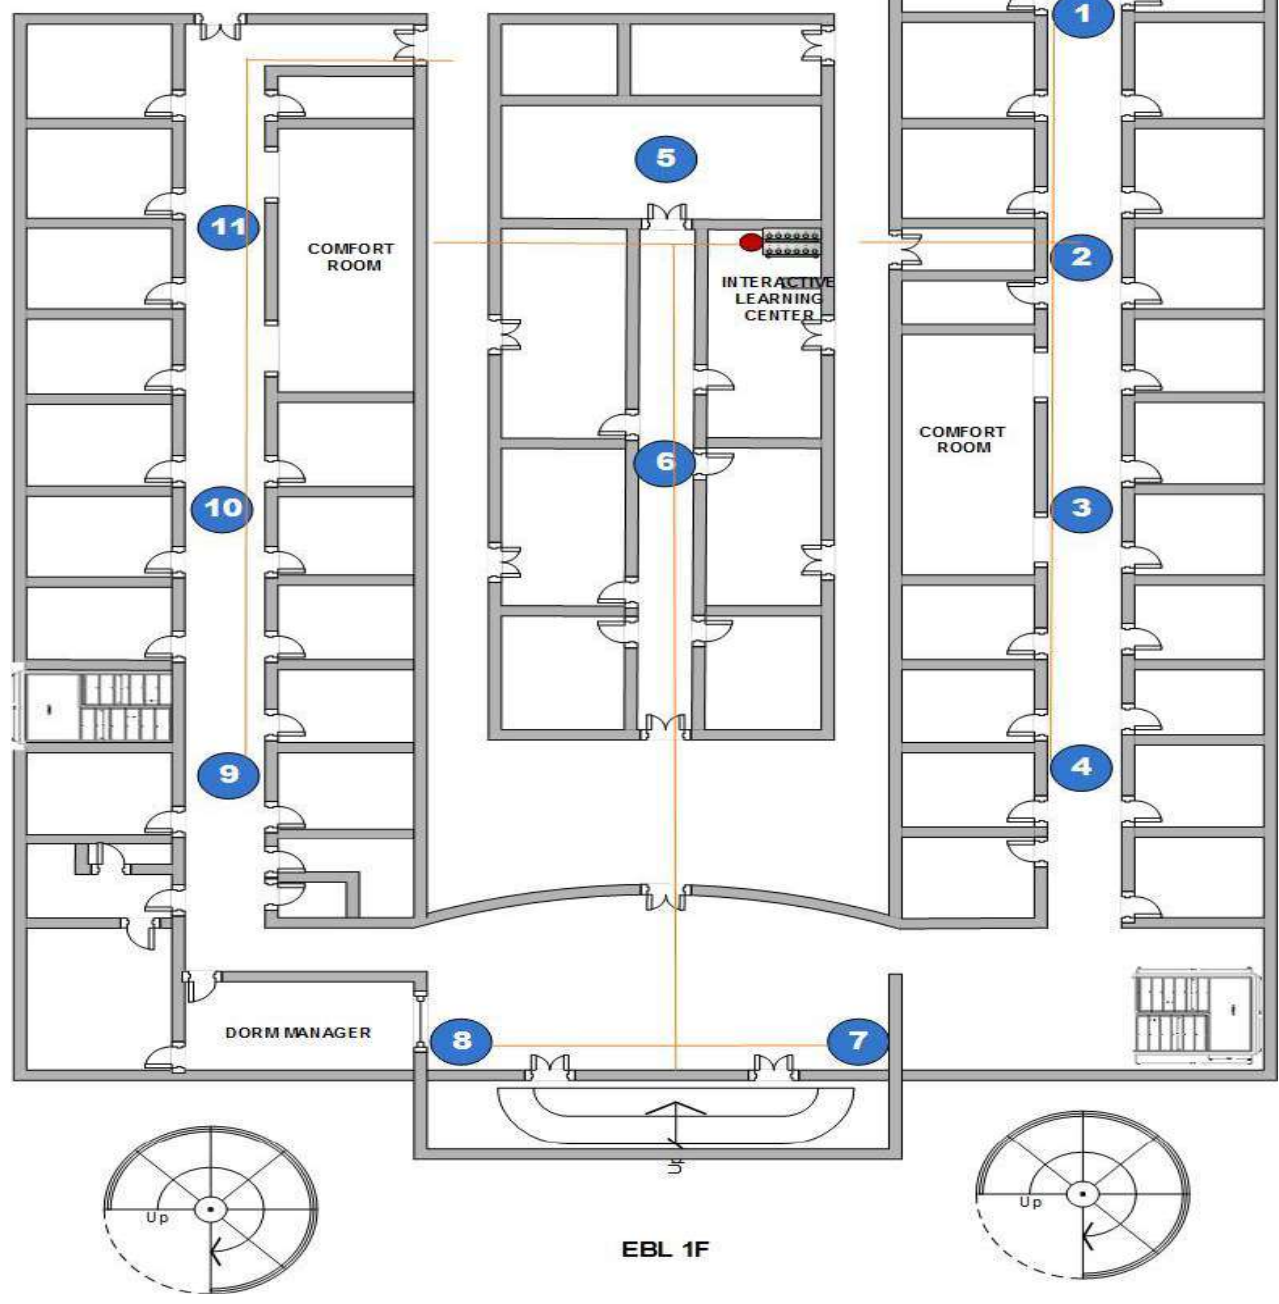 1
5
11
2
COMFORT
ROOM
INTERACTIVE
LEARNING
CENTER
COMFORT
ROOM
6
10
3
9
4
DORM MANAGER
8
7
Up
Up
Up
EBL 1F